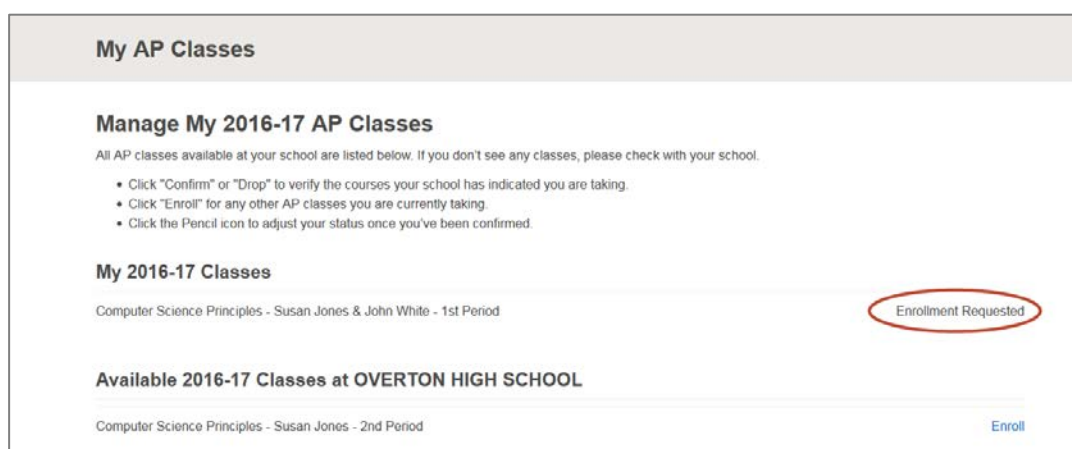 My AP Classes
Manage My 2016-17 AP Classes
All AP classes available at your school are listed below. If you don't see any classes, please check with your school.
• Click "Confirm" or "Drop" to verify the courses your school has indicated you are taking.
• Click "Enroll" for any other AP classes you are currently taking.
• Click the Pencil icon to adjust your status once you've been confirmed.
My 2016-17 Classes
Computer Science Principles - Susan Jones & John White - 1st Period Enrollment Requested
Available 2016-17 Classes at OVERTON HIGH SCHOOL
Computer Science Principles - Susan Jones - 2nd Period Enroll